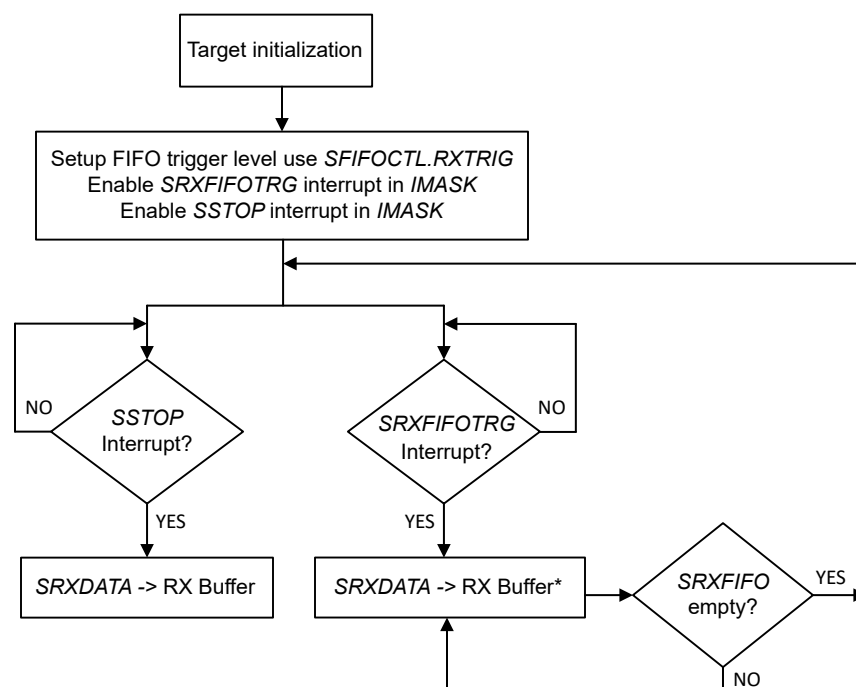 Target initialization
Setup FIFO trigger level use SFIFOCTL.RXTRIG
Enable SRXFIFOTRG interrupt in IMASK
Enable SSTOP interrupt in IMASK
NO
SSTOP
Interrupt?
YES
SRXFIFOTRG
Interrupt?
NO
YES
SRXDATA -> RX Buffer
SRXDATA -> RX Buffer*
SRXFIFO
empty?
YES
NO